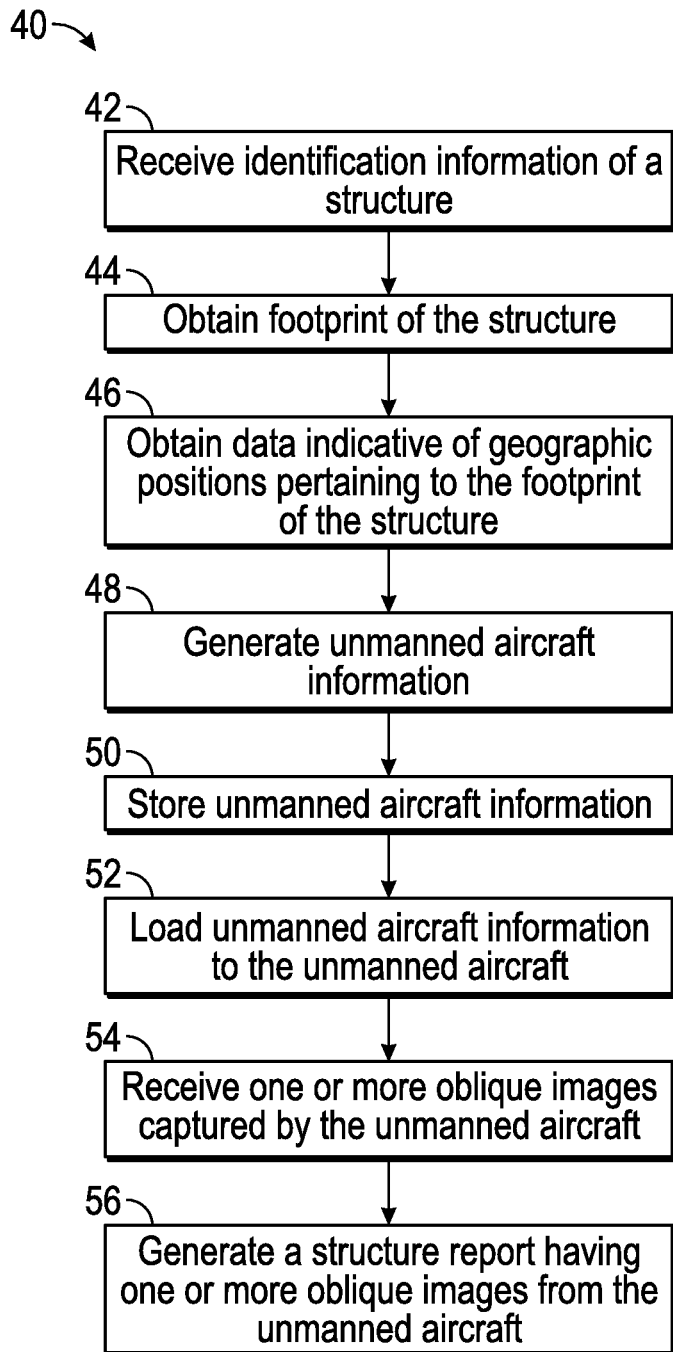 40
42
Receive identification information of a
structure
44
Obtain footprint of the structure
46
Obtain data indicative of geographic
positions pertaining to the footprint
of the structure
48
Generate unmanned aircraft
information
50
Store unmanned aircraft information
52
Load unmanned aircraft information
to the unmanned aircraft
54
Receive one or more oblique images
captured by the unmanned aircraft
56
Generate a structure report having
one or more oblique images from the
unmanned aircraft